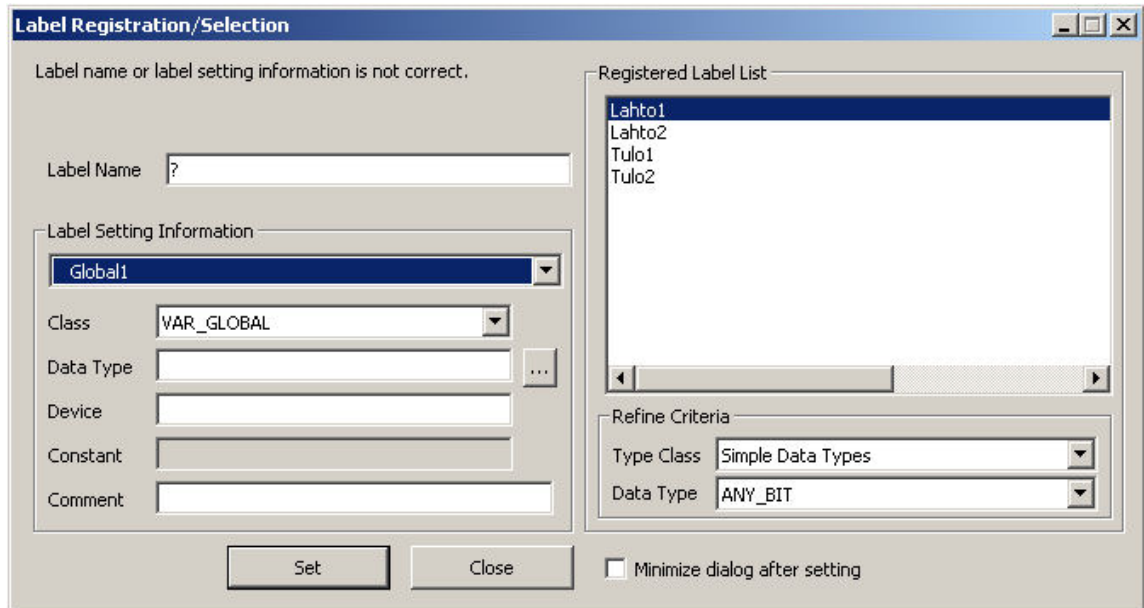 Label Registration/Selection
Label name or label setting information is not correct.
Label Name
?
Label Setting Information
Global1
Class
VAR_GLOBAL
Data Type
...
Device
Constant
Comment
Set
Close
Registered Label List
Lahto1
Lahto2
Tulo1
Tulo2
Refine Criteria
Type Class
Simple Data Types
Data Type
ANY_BIT
Minimize dialog after setting